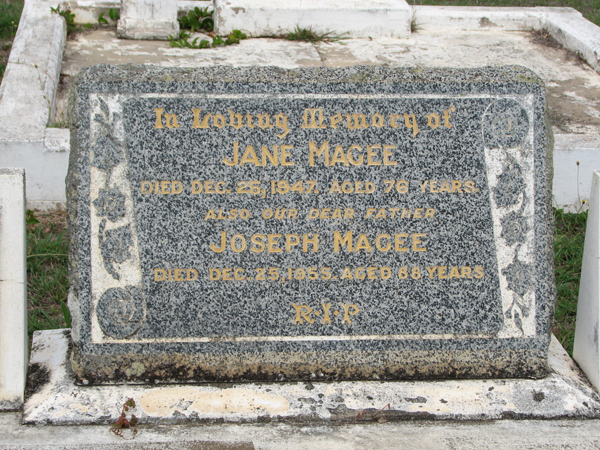 In Loving Memory of
JANE MAGEE
DIED DEC. 25, 1947. AGED 76 YEARS.
ALSO OUR DEAR FATHER
JOSEPH MAGEE
DIED DEC. 29, 1955. AGED 88 YEARS
R·I·P